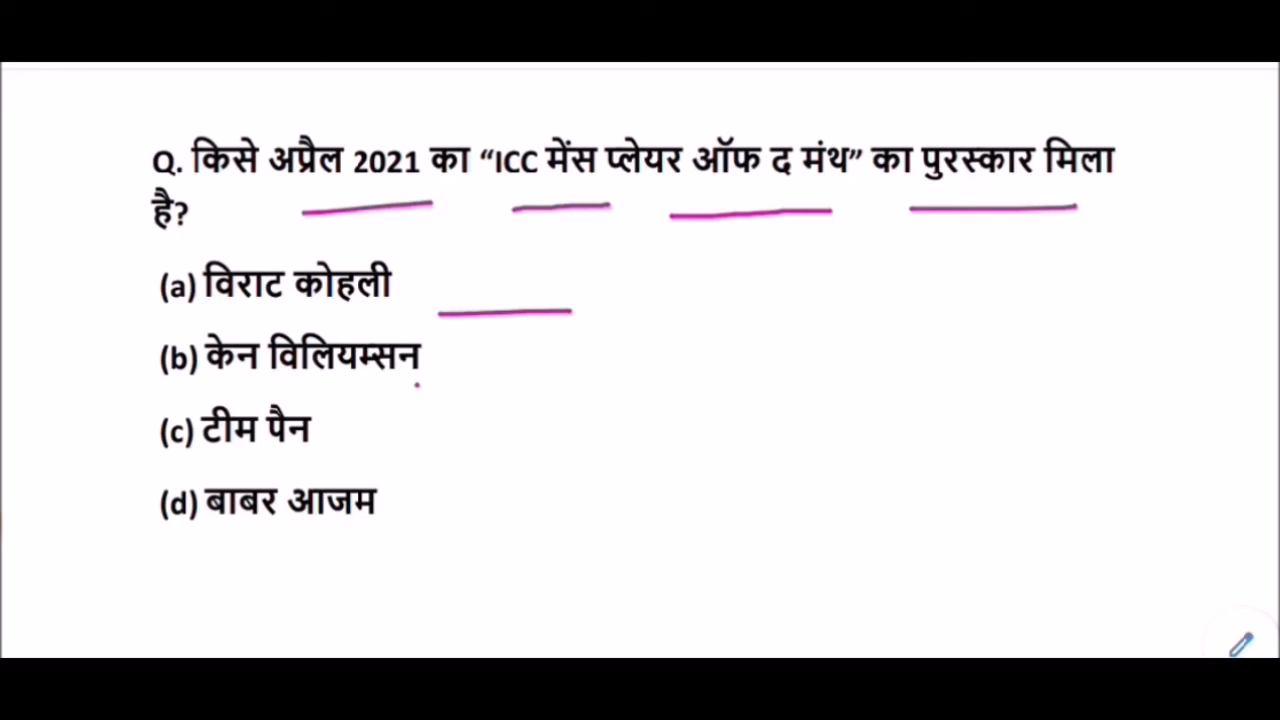 Q. किसे अप्रैल 2021 का “ICC मेंस प्लेयर ऑफ द मंथ” का पुरस्कार मिला
है?
(a) विराट कोहली
(b) केन विलियम्सन
(c) टीम पैन
(d) बाबर आजम